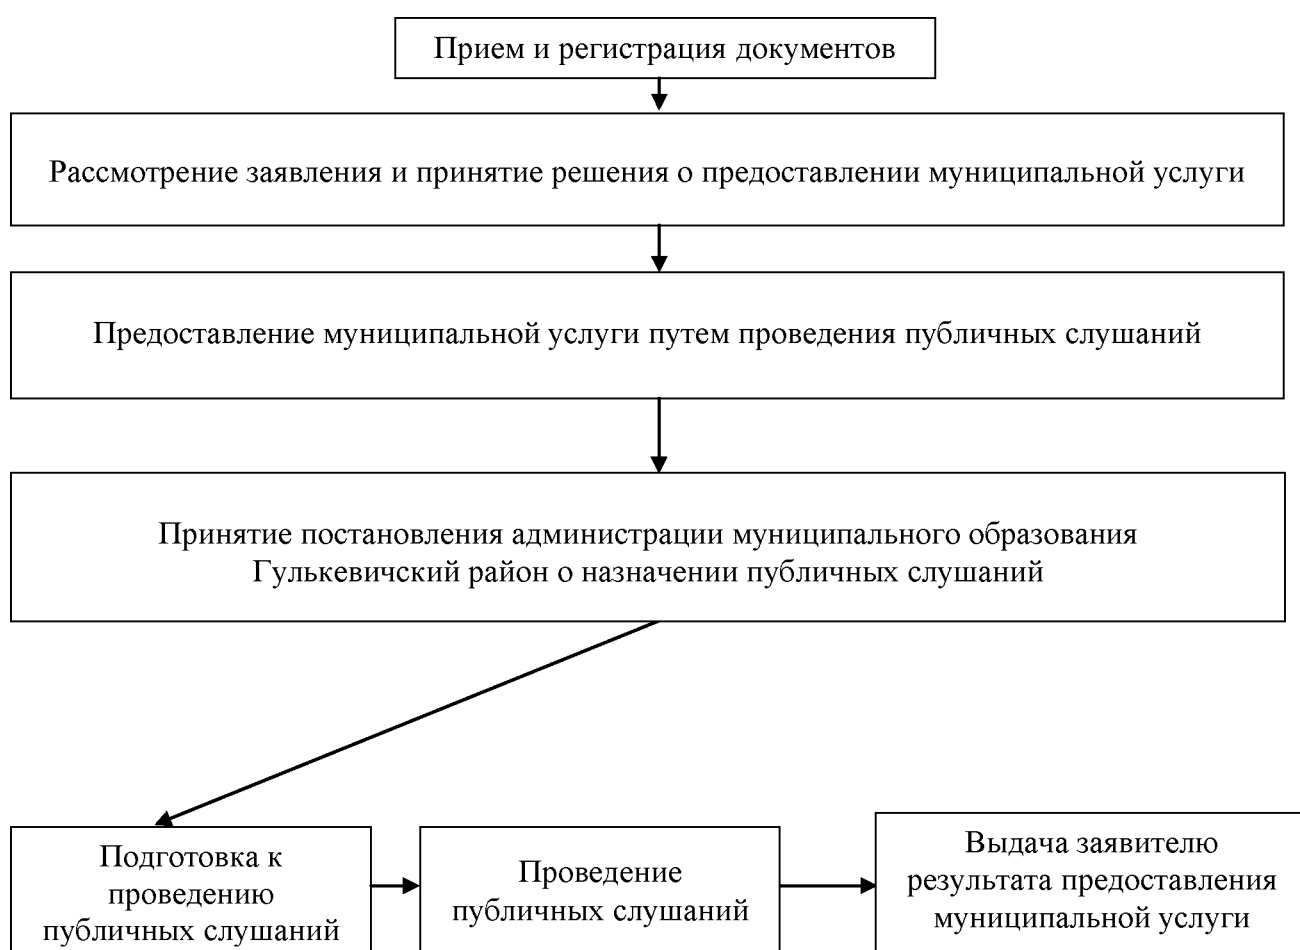 Прием и регистрация документов
Рассмотрение заявления и принятие решения о предоставлении муниципальной услуги
Предоставление муниципальной услуги путем проведения публичных слушаний
Принятие постановления администрации муниципального образования
Гулькевичский район о назначении публичных слушаний
Подготовка к
проведению
публичных слушаний
Проведение
публичных слушаний
Выдача заявителю
результата предоставления
муниципальной услуги